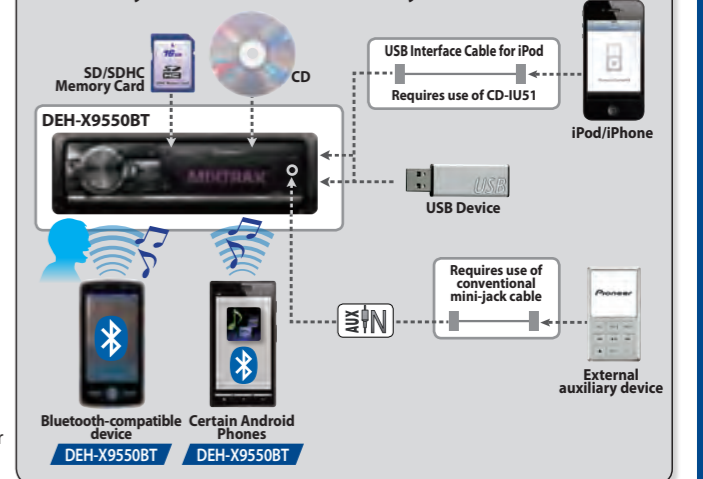 SD/SDHC
Memory Card
CD
USB Interface Cable for iPod
Requires use of CD-IU51
iPod/iPhone
DEH-X9550BT
MIXTRAX
USB
USB Device
Requires use of
conventional
mini-jack cable
AUX IN
Pioneer
External
auxiliary device
Bluetooth-compatible
device
DEH-X9550BT
Certain Android
Phones
DEH-X9550BT